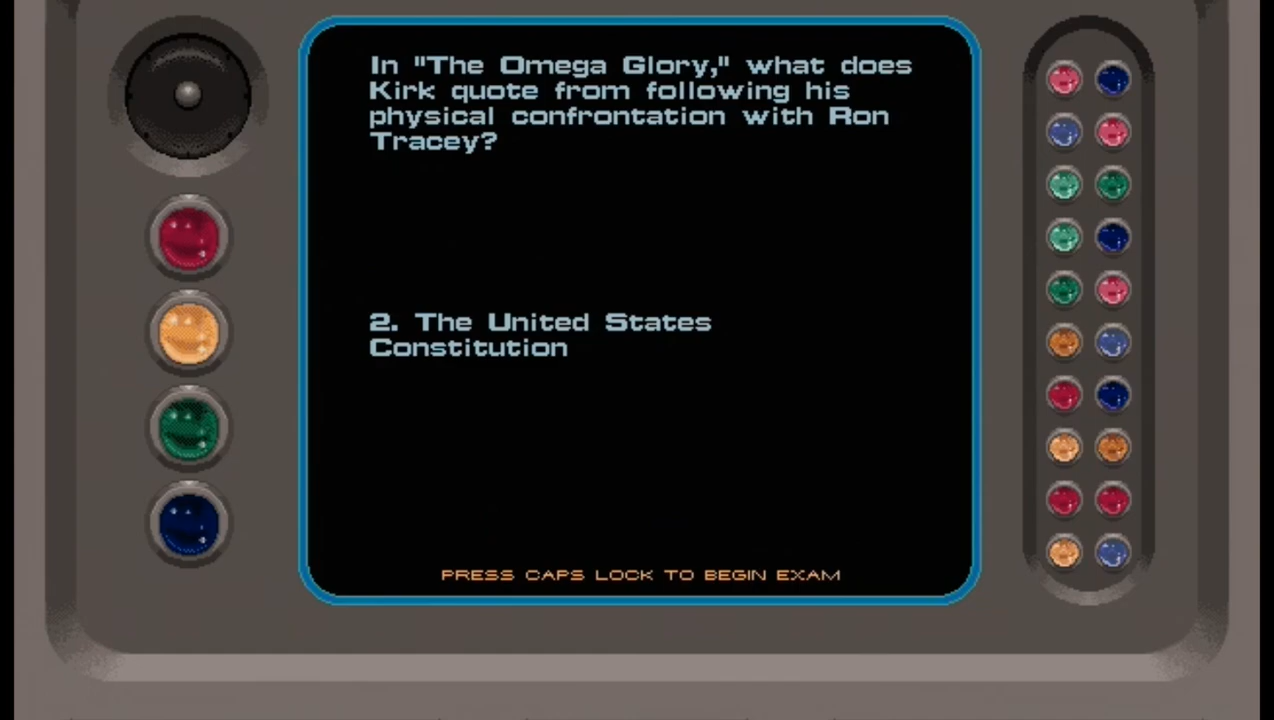 In "The Omega Glory," what does
Kirk quote from following his
physical confrontation with Ron
Tracey?
2. The United States
Constitution
PRESS CAPS LOCK TO BEGIN EXAM